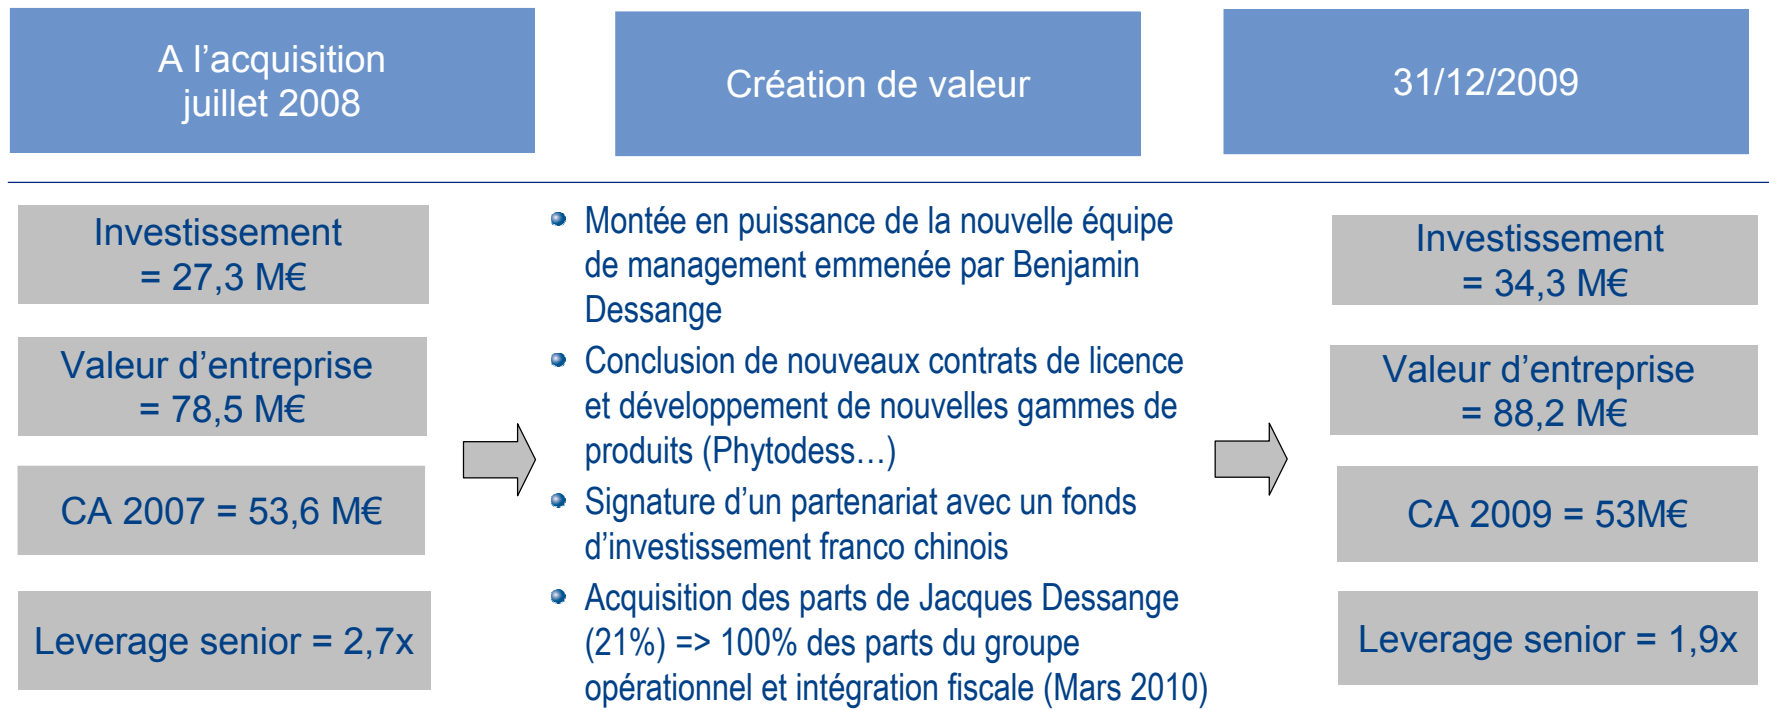 A l’acquisition
juillet 2008
Création de valeur
31/12/2009
Investissement
= 27,3 M€
Valeur d’entreprise
= 78,5 M€
CA 2007 = 53,6 M€
Leverage senior = 2,7x
Montée en puissance de la nouvelle équipe
de management emmenée par Benjamin
Dessange
Conclusion de nouveaux contrats de licence
et développement de nouvelles gammes de
produits (Phytodess…)
Signature d’un partenariat avec un fonds
d’investissement franco chinois
Acquisition des parts de Jacques Dessange
(21%) => 100% des parts du groupe
opérationnel et intégration fiscale (Mars 2010)
Investissement
= 34,3 M€
Valeur d’entreprise
= 88,2 M€
CA 2009 = 53M€
Leverage senior = 1,9x